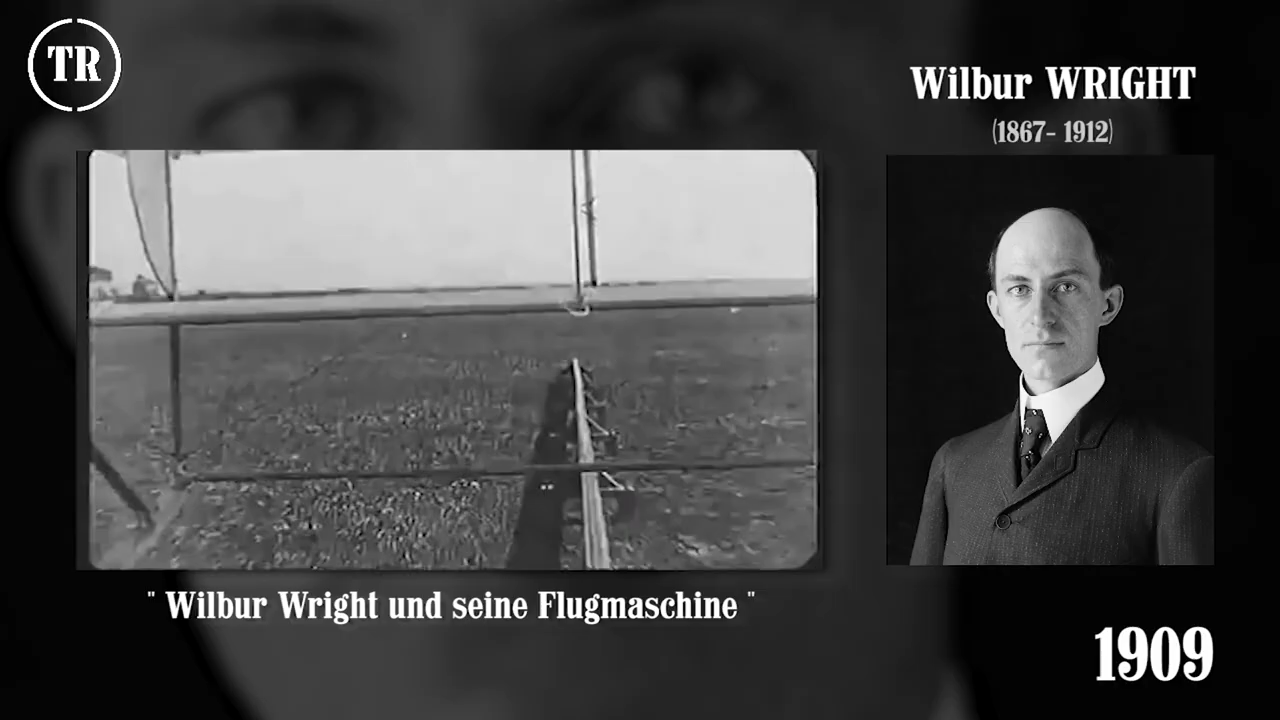 TR
Wilbur WRIGHT
(1867- 1912)
" Wilbur Wright und seine Flugmaschine "
1909